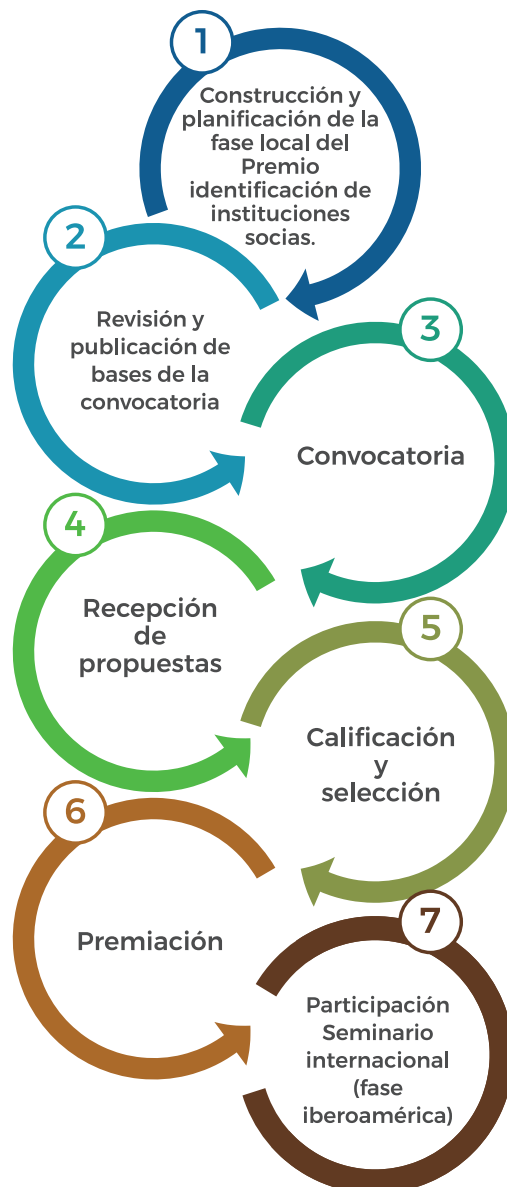 1
Construcción y
planificación de la
fase local del
Premio
identificación de
instituciones
socias.
2
Revisión y
publicación de
bases de la
convocatoria
3
Convocatoria
4
Recepción
de
propuestas
5
Calificación
y
selección
6
Premiación
7
Participación
Seminario
internacional
(fase
iberoamérica)